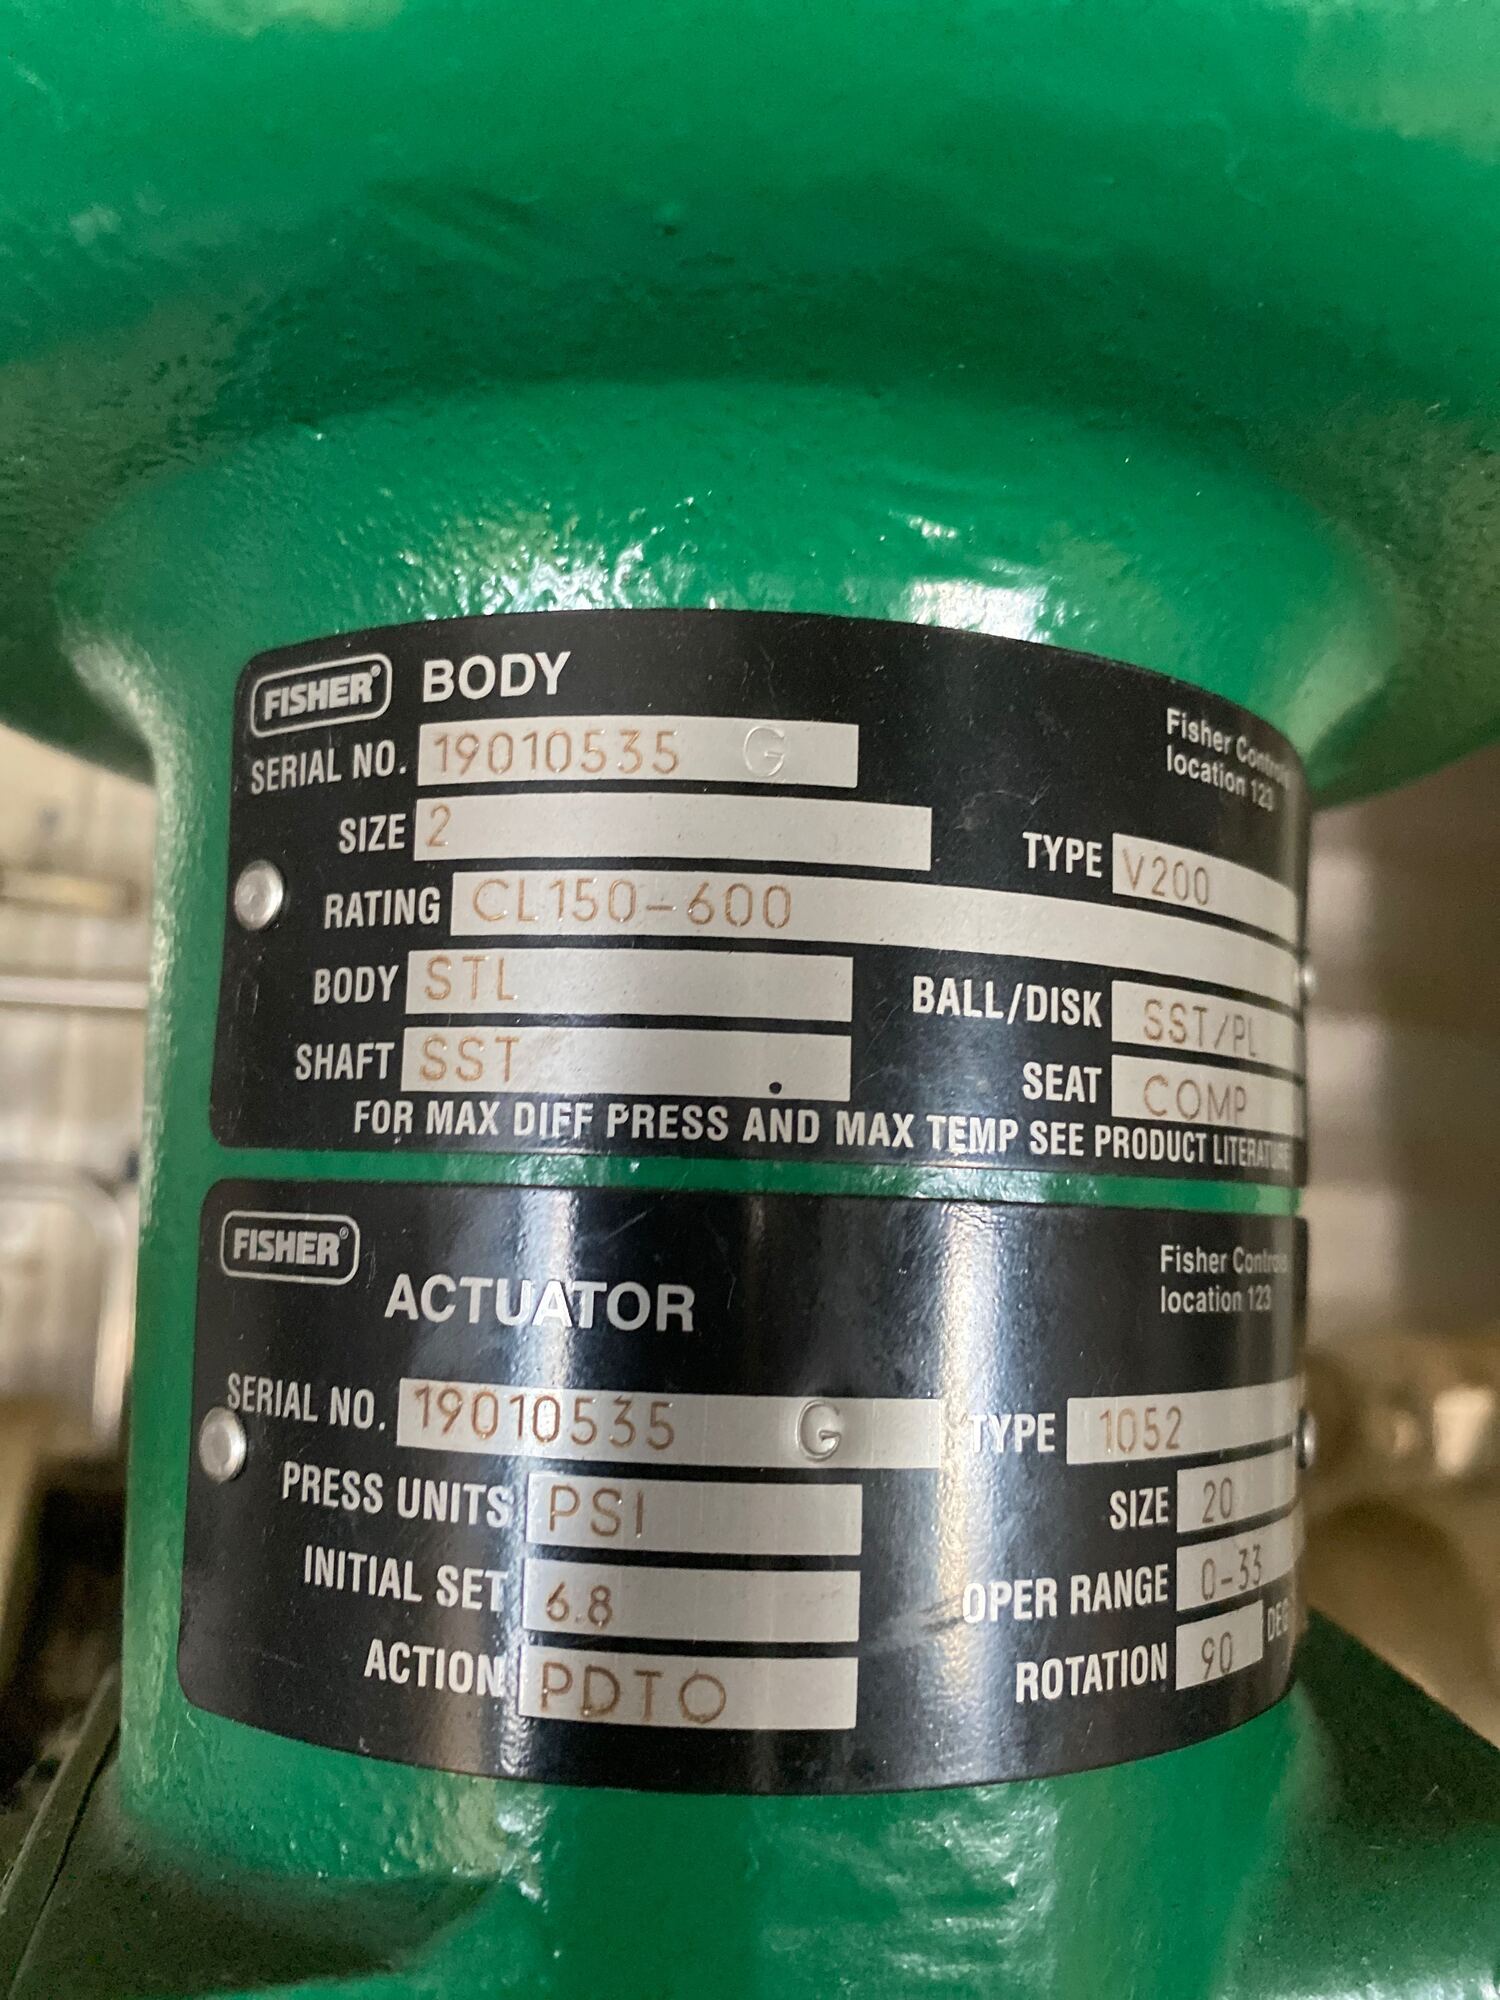 FISHER® BODY
Fisher Controls
location 123
SERIAL NO. 19010535 G
SIZE 2
TYPE V200
RATING CL150-600
BODY STL
BALL/DISK SST/PL
SHAFT SST
SEAT COMP
FOR MAX DIFF PRESS AND MAX TEMP SEE PRODUCT LITERATURE
FISHER®
ACTUATOR
Fisher Controls
location 123
SERIAL NO. 19010535 G
TYPE 1052
PRESS UNITS PSI
SIZE 20
INITIAL SET 6.8
OPER RANGE 0-33
ACTION PDTO
ROTATION 90 DEG